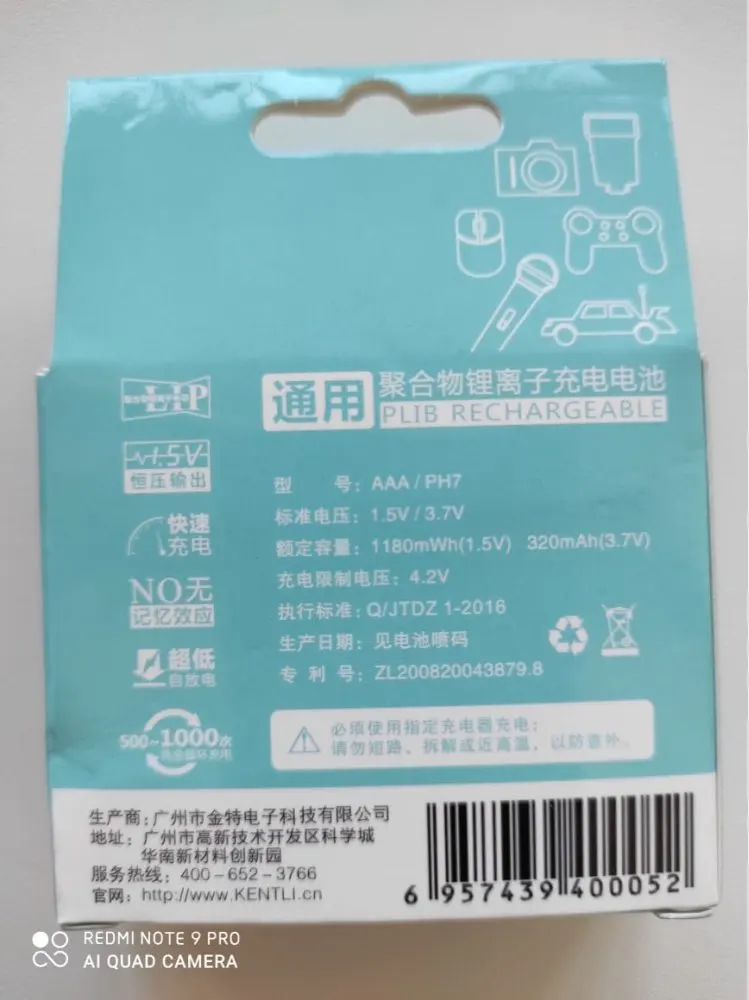 通用
聚合物锂离子充电电池
PLIB RECHARGEABLE
LIP
1.5V
恒压输出
快速
充电
NO无
记忆效应
超低
自放电
500~1000次
型 号：AAA / PH7
标准电压：1.5V / 3.7V
额定容量：1180mWh(1.5V) 320mAh(3.7V)
充电限制电压：4.2V
执行标准：Q/JTDZ 1-2016
生产日期：见电池喷码
专 利 号：ZL200820043879.8
必须使用指定充电器充电；
请勿短路、拆解或近高温，以防意外。
生产商：广州市金特电子科技有限公司
地址：广州市高新技术开发区科学城
华南新材料创新园
服务热线：400-652-3766
官网：http://www.KENTLI.cn
6 957439 400052
REDMI NOTE 9 PRO
AI QUAD CAMERA